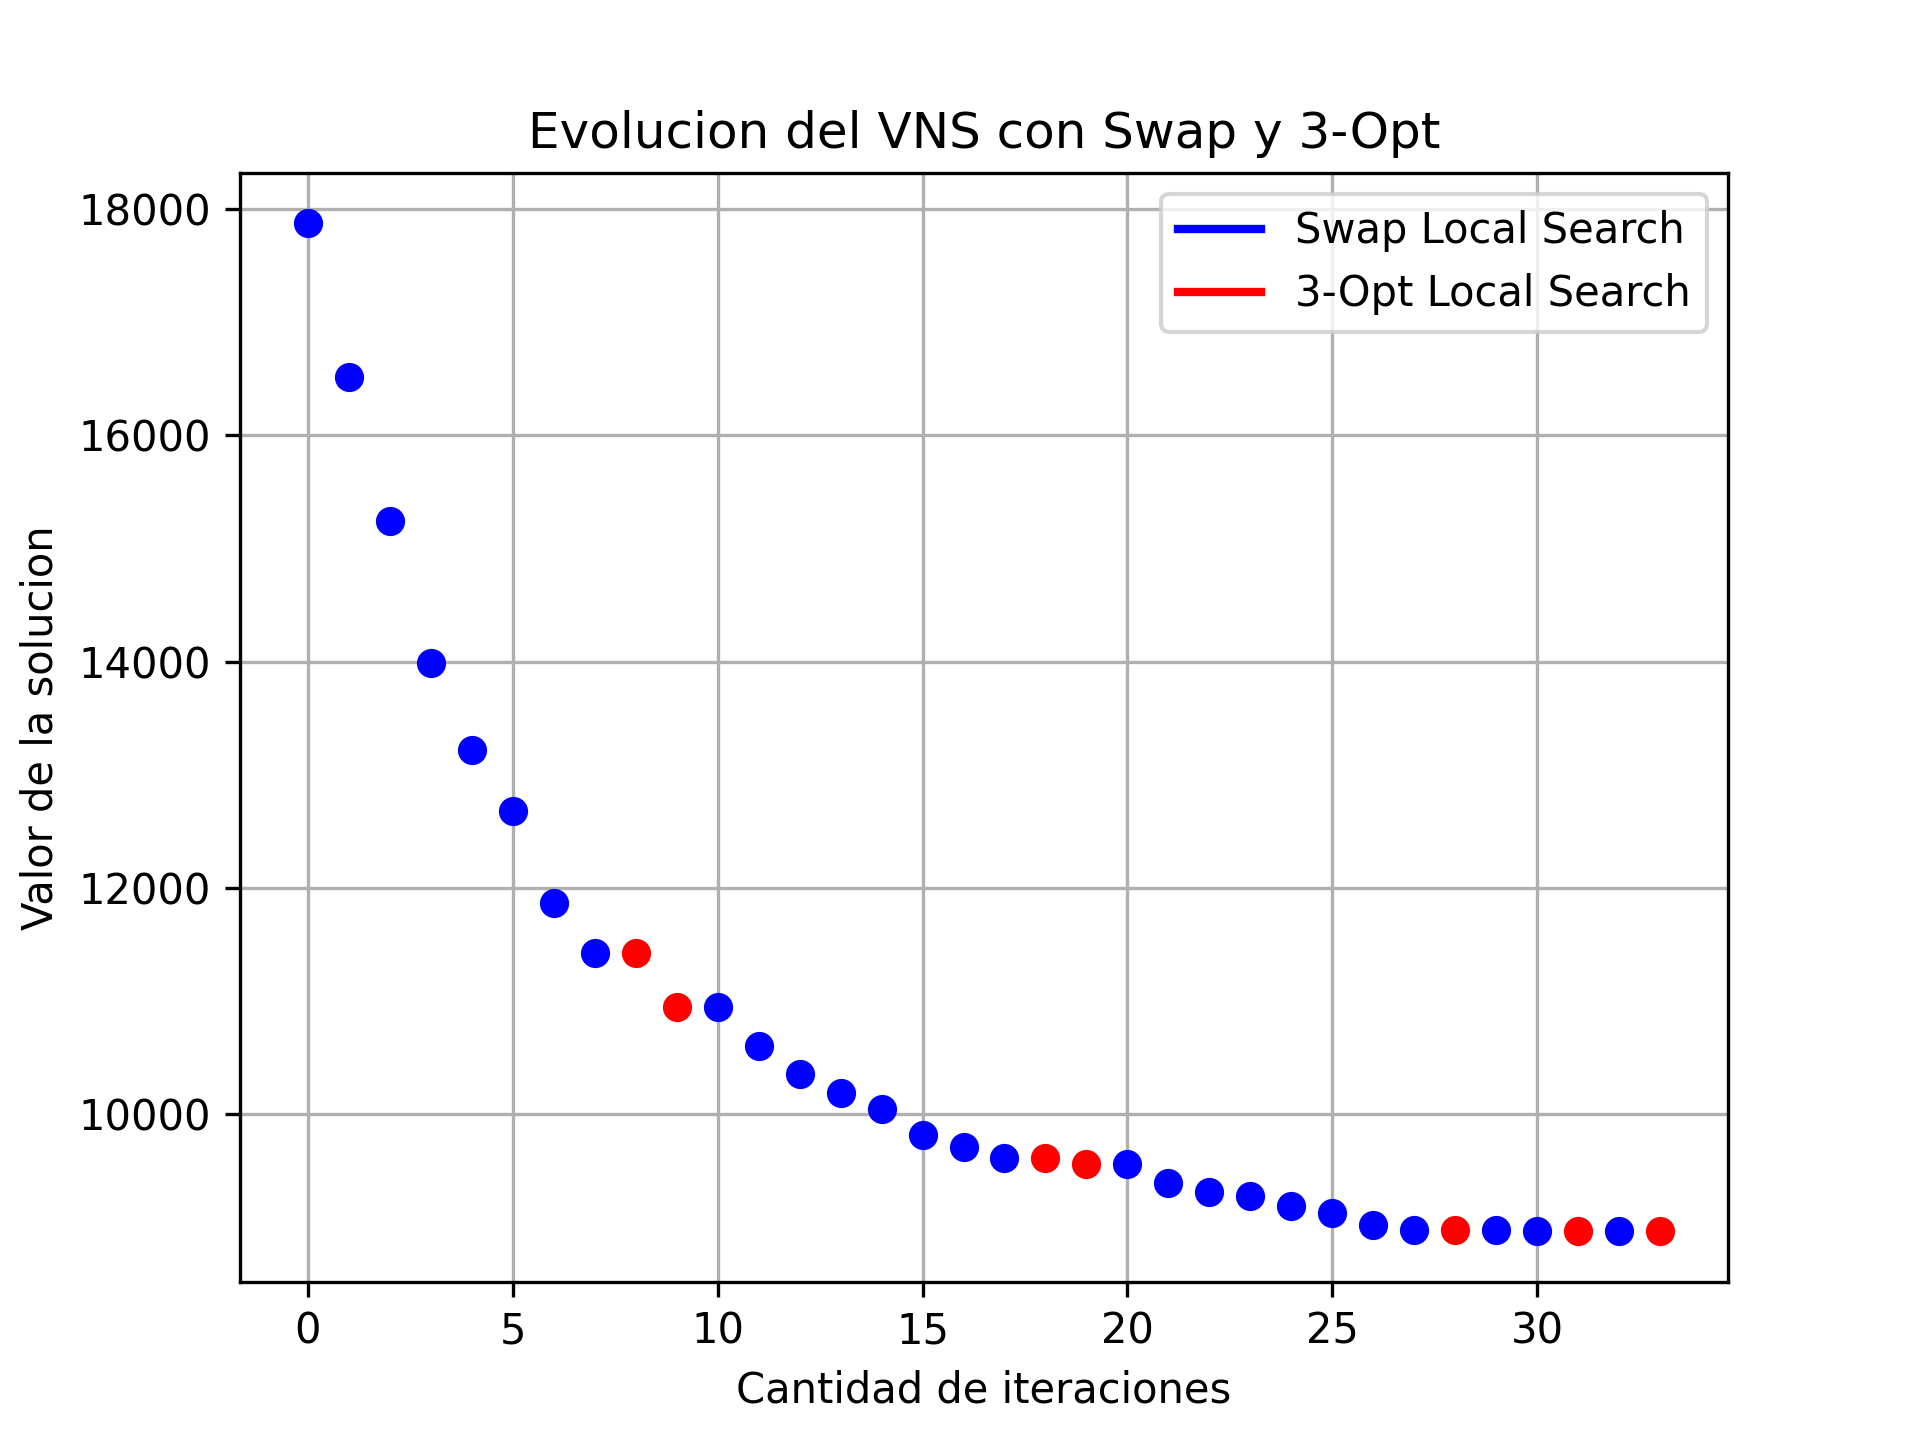 Evolucion del VNS con Swap y 3-Opt
Swap Local Search
3-Opt Local Search
Valor de la solucion
18000
16000
14000
12000
10000
0 5 10 15 20 25 30
Cantidad de iteraciones